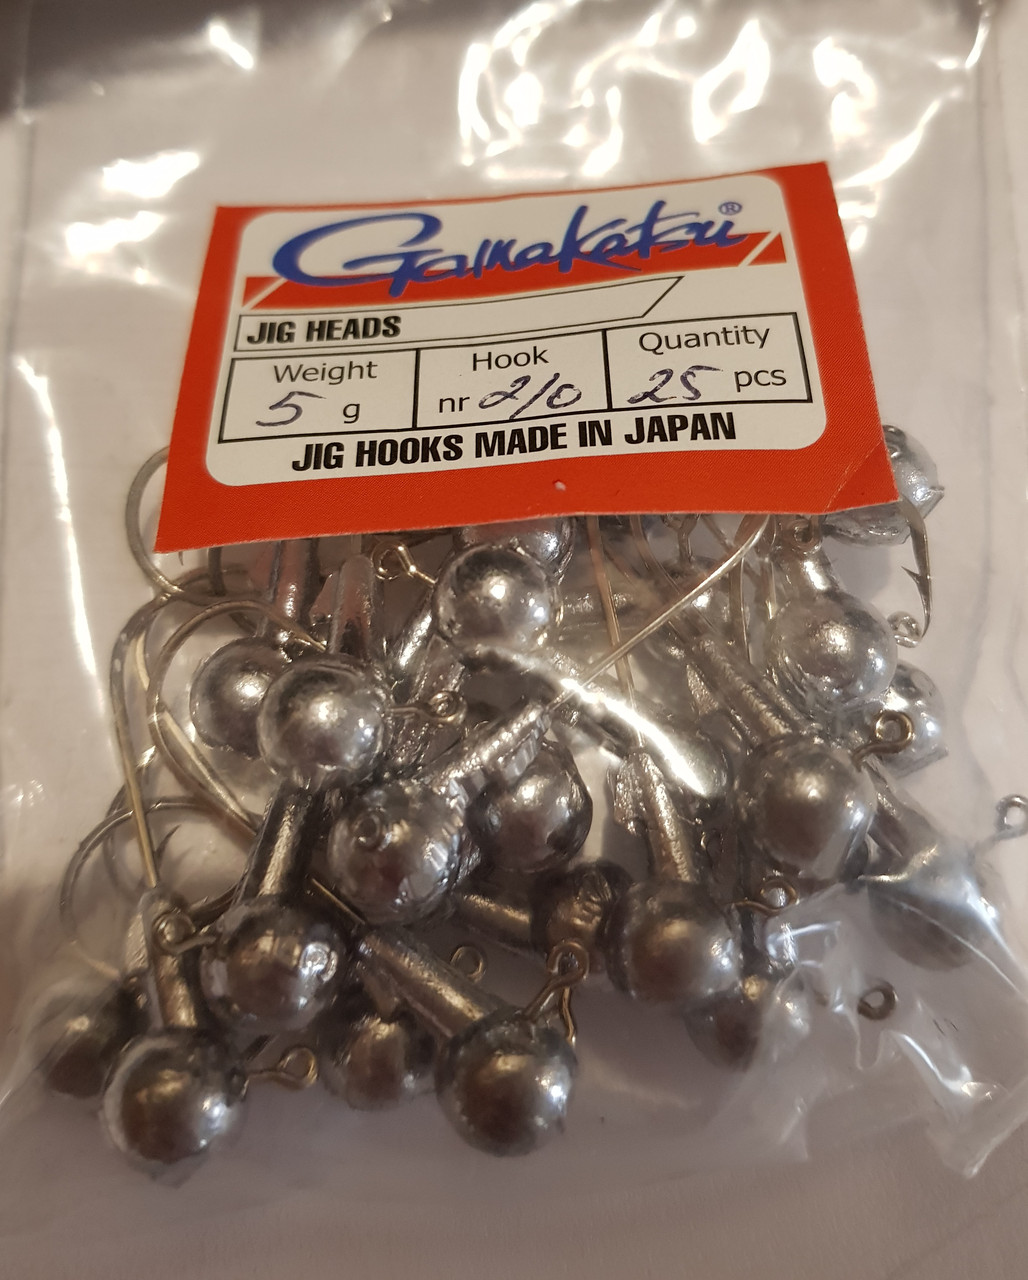 Gamakatsu®
JIG HEADS
Weight
5 g
Hook
nr 2/0
Quantity
25 pcs
JIG HOOKS MADE IN JAPAN